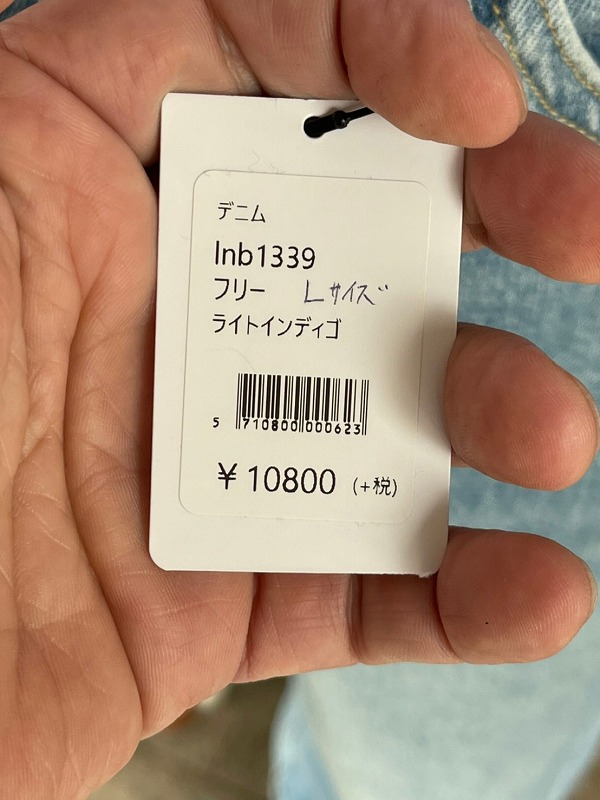 デニム
lnb1339
フリー Lサイズ
ライトインディゴ
5 710800 000623
¥10800 (+税)